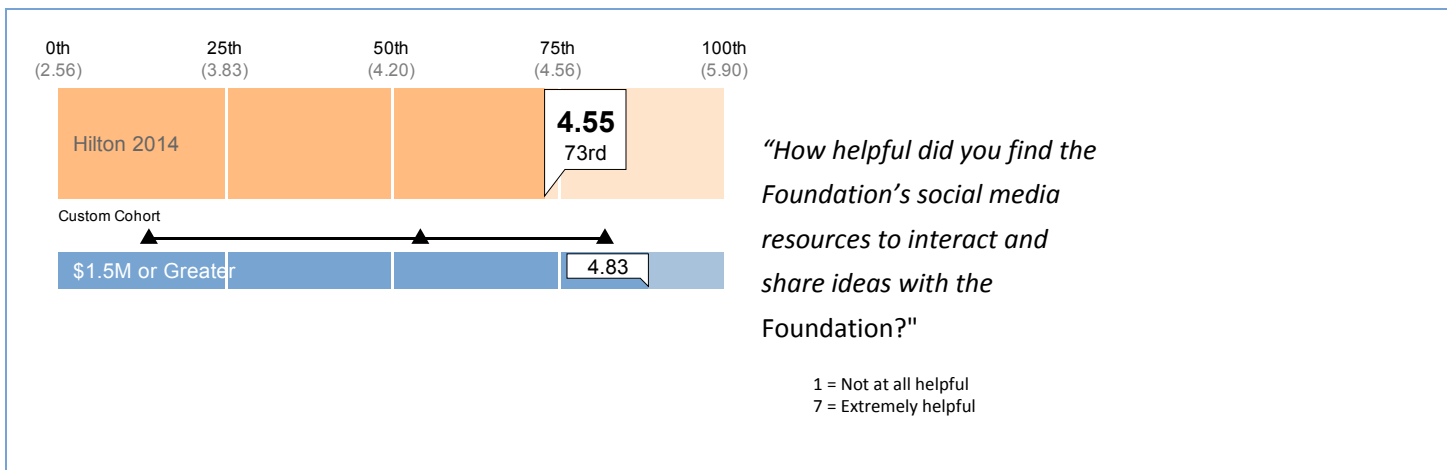 0th 25th 50th 75th 100th
(2.56) (3.83) (4.20) (4.56) (5.90)
Hilton 2014
4.55
73rd
Custom Cohort
$1.5M or Greater
4.83
“How helpful did you find the
Foundation’s social media
resources to interact and
share ideas with the
Foundation?"
1 = Not at all helpful
7 = Extremely helpful